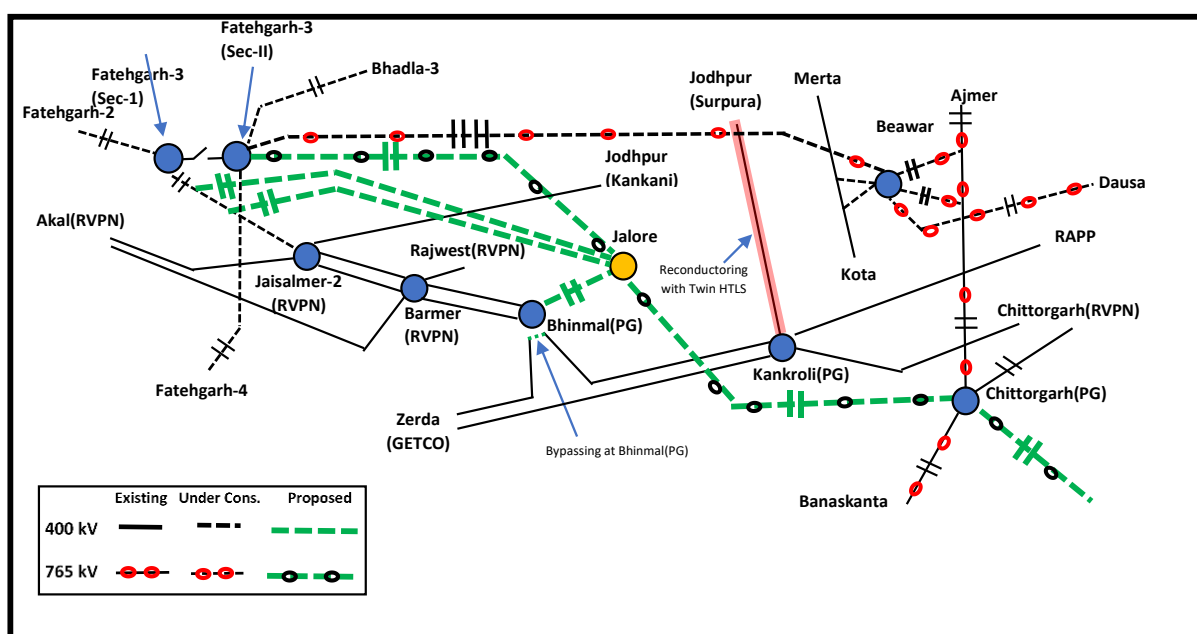 Fatehgarh-3
(Sec-II)
Fatehgarh-3
(Sec-1)
Bhadla-3
Fatehgarh-2
Jodhpur
(Surpura)
Merta
Ajmer
Beawar
Dausa
Jodhpur
(Kankani)
Akal(RVPN)
Rajwest(RVPN)
Jalore
RAPP
Reconductoring
with Twin HTLS
Kota
Jaisalmer-2
(RVPN)
Barmer
(RVPN)
Bhinmal(PG)
Chittorgarh(RVPN)
Fatehgarh-4
Kankroli(PG)
Chittorgarh(PG)
Zerda
(GETCO)
Bypassing at Bhinmal(PG)
Banaskanta
Existing Under Cons. Proposed
400 kV
765 kV